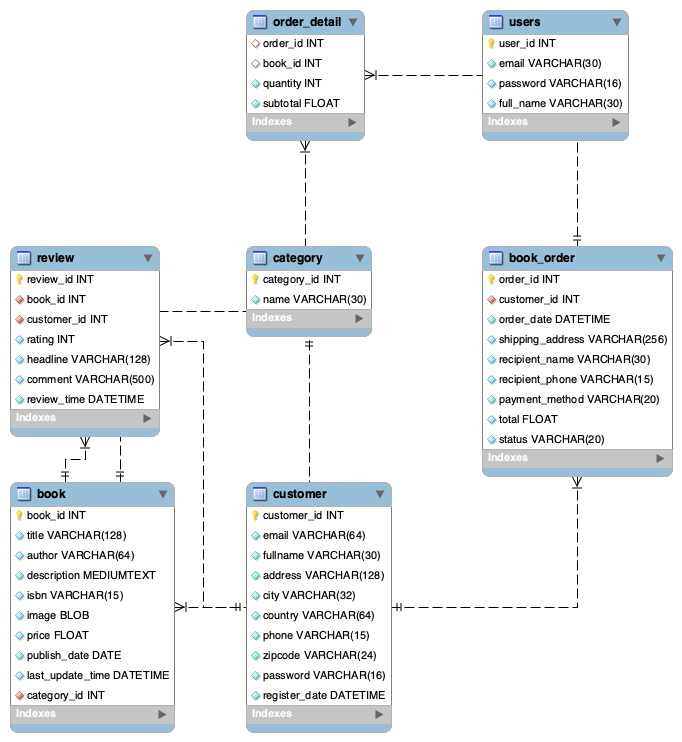 order_detail
order_id INT
book_id INT
quantity INT
subtotal FLOAT
Indexes
users
user_id INT
email VARCHAR(30)
password VARCHAR(16)
full_name VARCHAR(30)
Indexes
review
review_id INT
book_id INT
customer_id INT
rating INT
headline VARCHAR(128)
comment VARCHAR(500)
review_time DATETIME
Indexes
category
category_id INT
name VARCHAR(30)
Indexes
book_order
order_id INT
customer_id INT
order_date DATETIME
shipping_address VARCHAR(256)
recipient_name VARCHAR(30)
recipient_phone VARCHAR(15)
payment_method VARCHAR(20)
total FLOAT
status VARCHAR(20)
Indexes
book
book_id INT
title VARCHAR(128)
author VARCHAR(64)
description MEDIUMTEXT
isbn VARCHAR(15)
image BLOB
price FLOAT
publish_date DATE
last_update_time DATETIME
category_id INT
Indexes
customer
customer_id INT
email VARCHAR(64)
fullname VARCHAR(30)
address VARCHAR(128)
city VARCHAR(32)
country VARCHAR(64)
phone VARCHAR(15)
zipcode VARCHAR(24)
password VARCHAR(16)
register_date DATETIME
Indexes